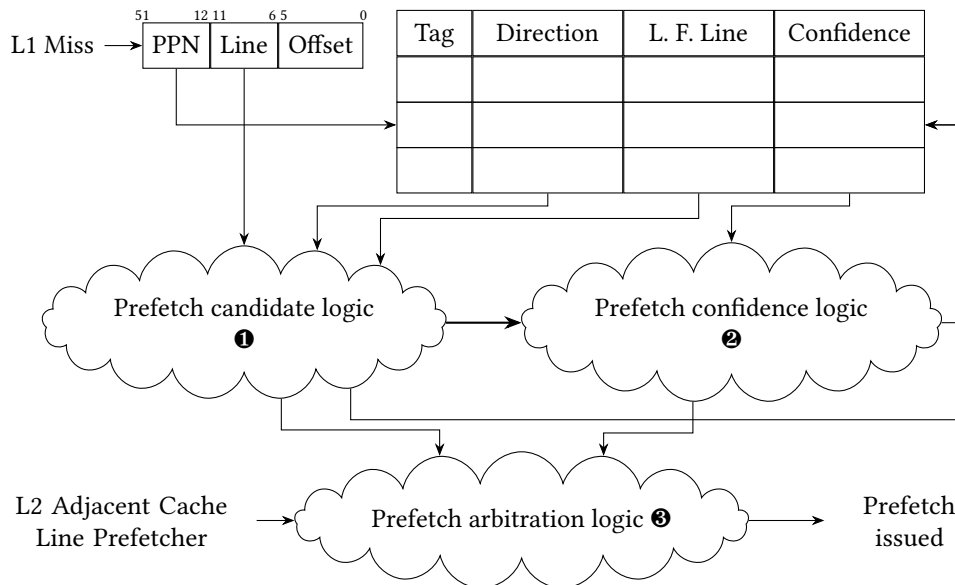 51 12 11 6 5 0
L1 Miss PPN Line Offset
Tag Direction L. F. Line Confidence
Prefetch candidate logic
❶
Prefetch confidence logic
❷
L2 Adjacent Cache
Line Prefetcher
Prefetch arbitration logic ❸
Prefetch
issued